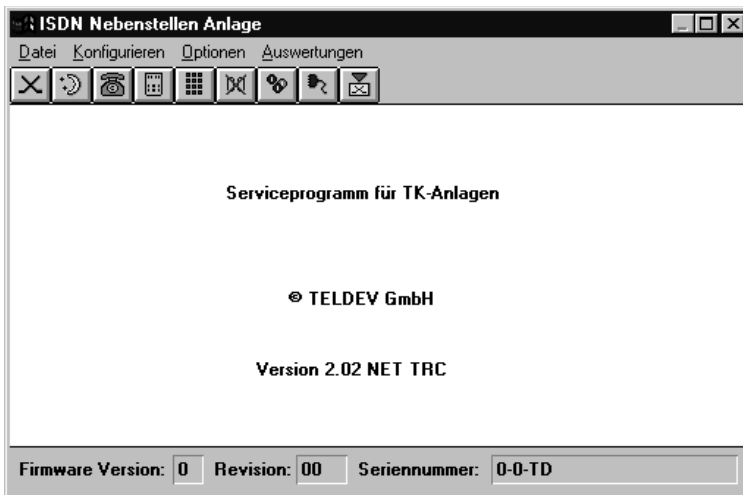 ISDN Nebenstellen Anlage
Datei Konfigurieren Optionen Auswertungen
Serviceprogramm für TK-Anlagen
© TELDEV GmbH
Version 2.02 NET TRC
Firmware Version: 0 Revision: 00 Seriennummer: 0-0-TD